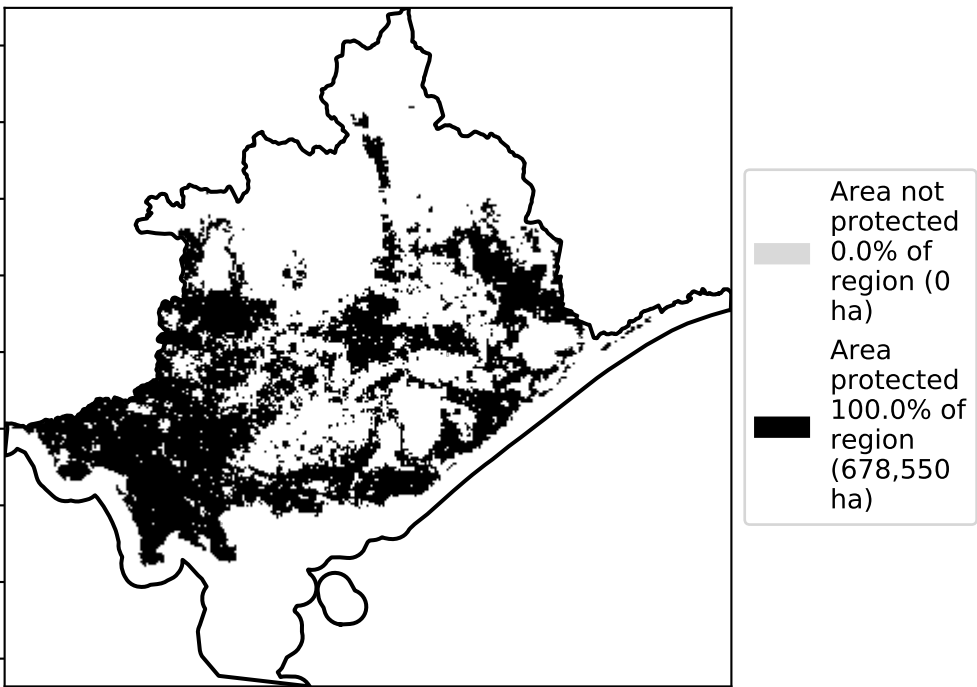 Area not
protected
0.0% of
region (0
ha)
Area
protected
100.0% of
region
(678,550
ha)